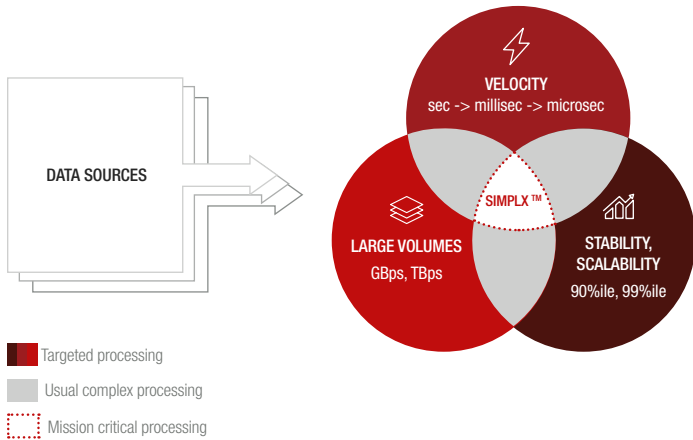 DATA SOURCES
VELOCITY
sec -> millisec -> microsec
SIMPLX ™
LARGE VOLUMES
GBps, TBps
STABILITY,
SCALABILITY
90%ile, 99%ile
Targeted processing
Usual complex processing
Mission critical processing